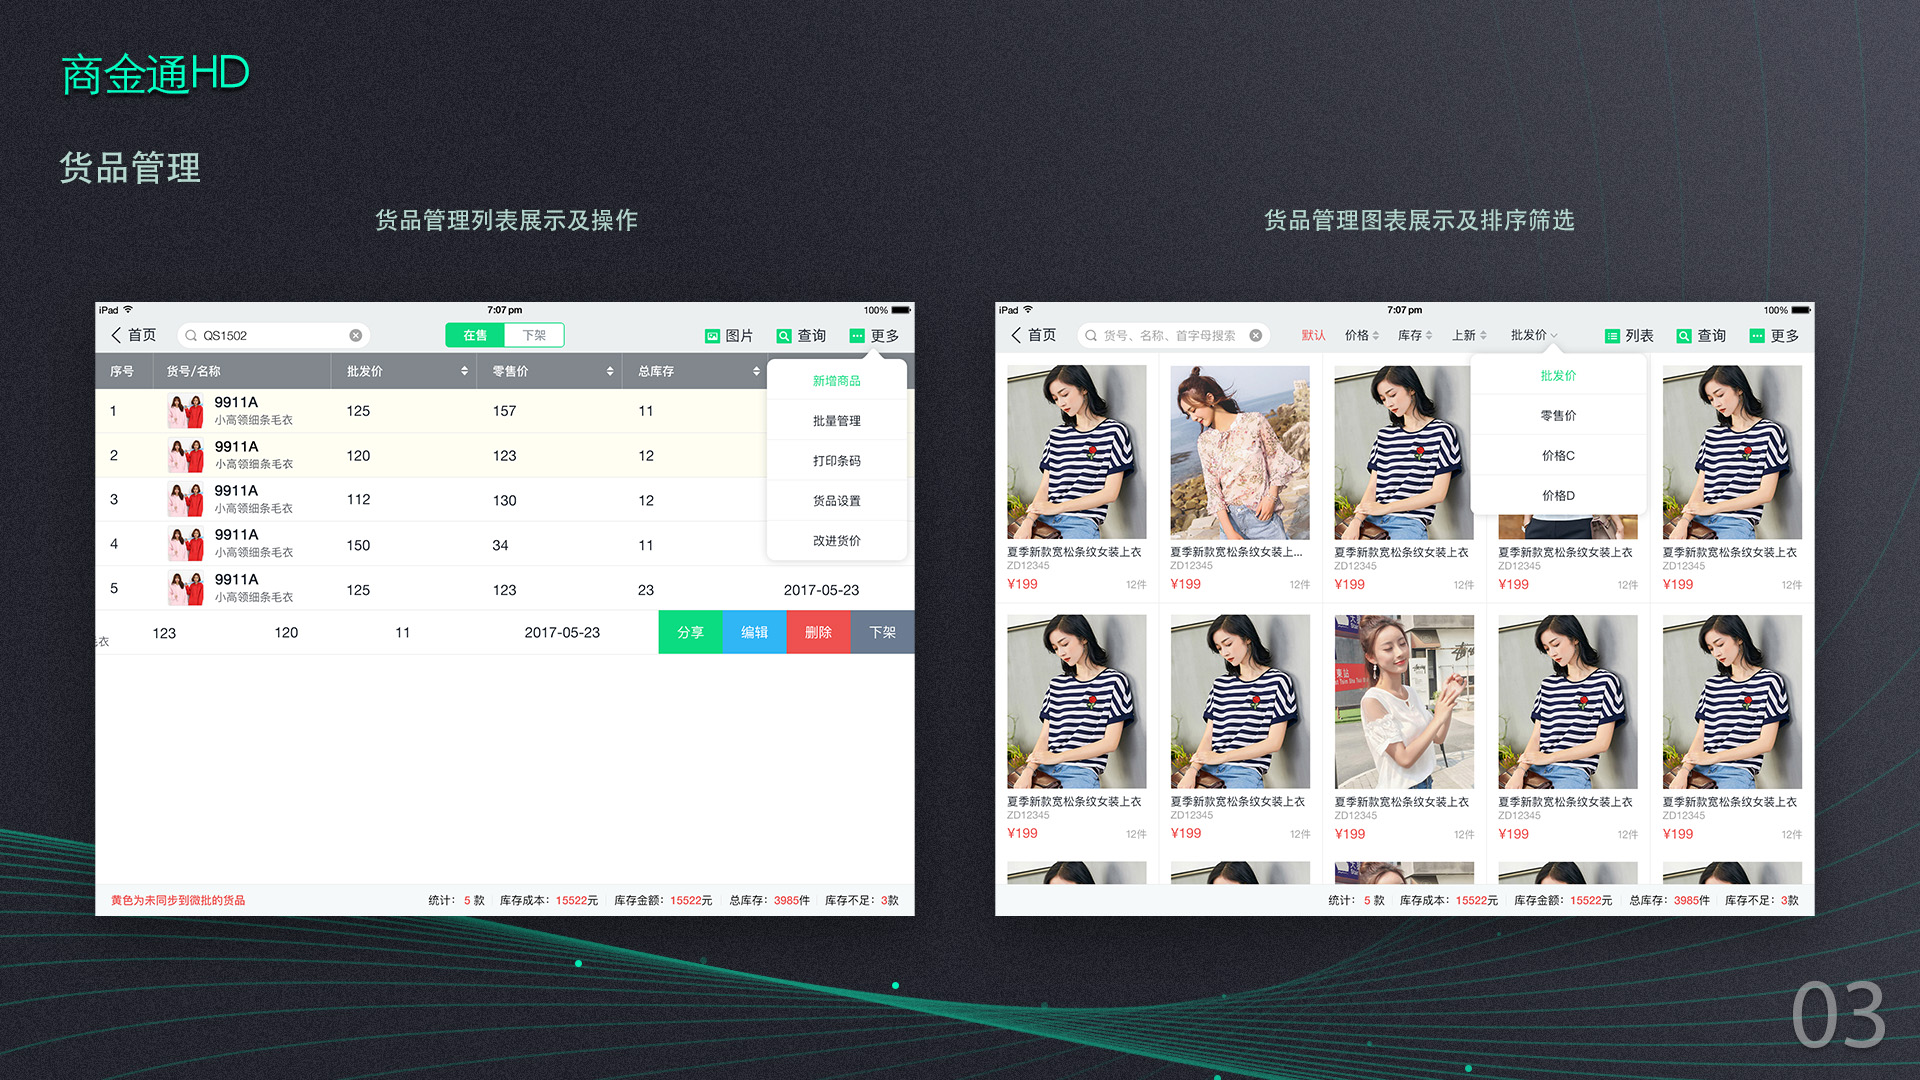 商金通HD
货品管理
货品管理列表展示及操作
货品管理图表展示及排序筛选
iPad 7:07 pm 100%
首页 QS1502 在售 下架 图片 查询 更多
序号 货号/名称 批发价 零售价 总库存
新增商品
批量管理
打印条码
货品设置
改进货价
1 9911A 125 157 11
小高领细条毛衣
2 9911A 120 123 12
小高领细条毛衣
3 9911A 112 130 12
小高领细条毛衣
4 9911A 150 34 11
小高领细条毛衣
5 9911A 125 123 23 2017-05-23
小高领细条毛衣
毛衣 123 120 11 2017-05-23 分享 编辑 删除 下架
黄色为未同步到微批的货品 统计: 5 款 库存成本: 15522元 库存金额: 15522元 总库存: 3985件 库存不足: 3款
iPad 7:07 pm 100%
首页 货号、名称、首字母搜索 默认 价格 库存 上新 批发价 列表 查询 更多
批发价
零售价
价格C
价格D
夏季新款宽松条纹女装上衣 夏季新款宽松条纹女装上... 夏季新款宽松条纹女装上衣 夏季新款宽松条纹女装上衣 夏季新款宽松条纹女装上衣
ZD12345 ZD12345 ZD12345 ZD12345 ZD12345
¥199 12件 ¥199 12件 ¥199 12件 ¥199 12件 ¥199 12件
夏季新款宽松条纹女装上衣 夏季新款宽松条纹女装上衣 夏季新款宽松条纹女装上衣 夏季新款宽松条纹女装上衣 夏季新款宽松条纹女装上衣
ZD12345 ZD12345 ZD12345 ZD12345 ZD12345
¥199 12件 ¥199 12件 ¥199 12件 ¥199 12件 ¥199 12件
统计: 5 款 库存成本: 15522元 库存金额: 15522元 总库存: 3985件 库存不足: 3款
03